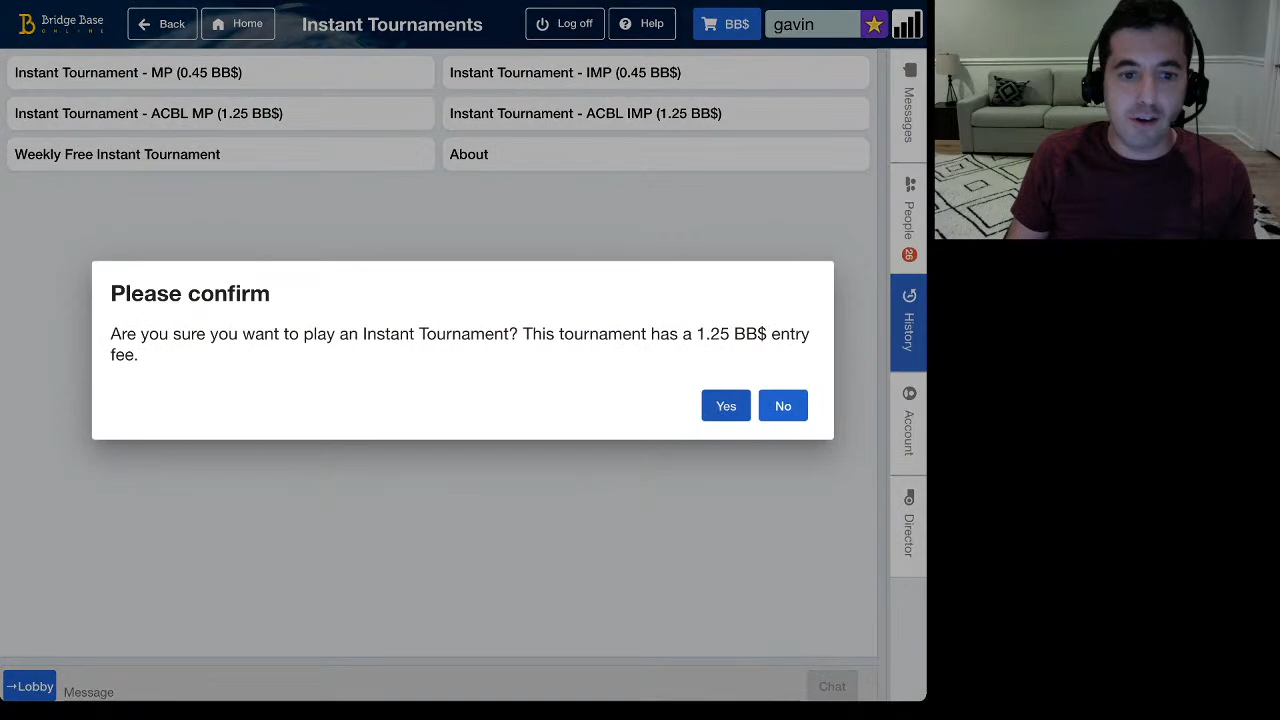 Bridge Base
ONLINE
Back
Home
Instant Tournaments
Log off
Help
BB$
gavin
Instant Tournament - MP (0.45 BB$)
Instant Tournament - IMP (0.45 BB$)
Instant Tournament - ACBL MP (1.25 BB$)
Instant Tournament - ACBL IMP (1.25 BB$)
Weekly Free Instant Tournament
About
Please confirm
Are you sure you want to play an Instant Tournament? This tournament has a 1.25 BB$ entry
fee.
Yes
No
Messages
People
26
History
Account
Director
→Lobby
Message
Chat